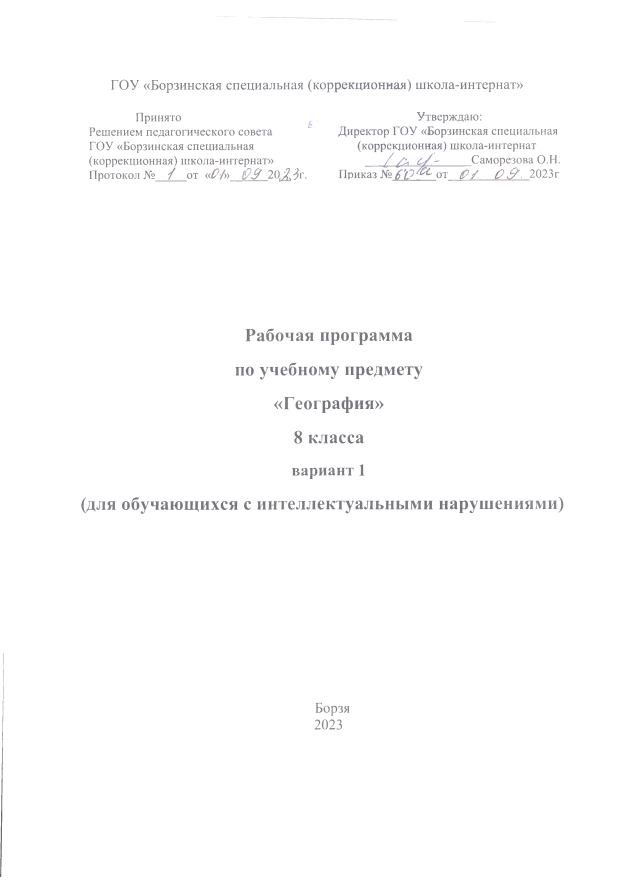 ГОУ «Борзинская специальная (коррекционная) школа-интернат»
Принято
Решением педагогического совета
ГОУ «Борзинская специальная
(коррекционная) школа-интернат»
Протокол № 1 от «01» 09 2023г.
Утверждаю:
Директор ГОУ «Борзинская специальная
(коррекционная) школа-интернат
Саморезова О.Н.
Приказ № от 01 09. 2023г
Рабочая программа
по учебному предмету
«География»
8 класса
вариант 1
(для обучающихся с интеллектуальными нарушениями)
Борзя
2023